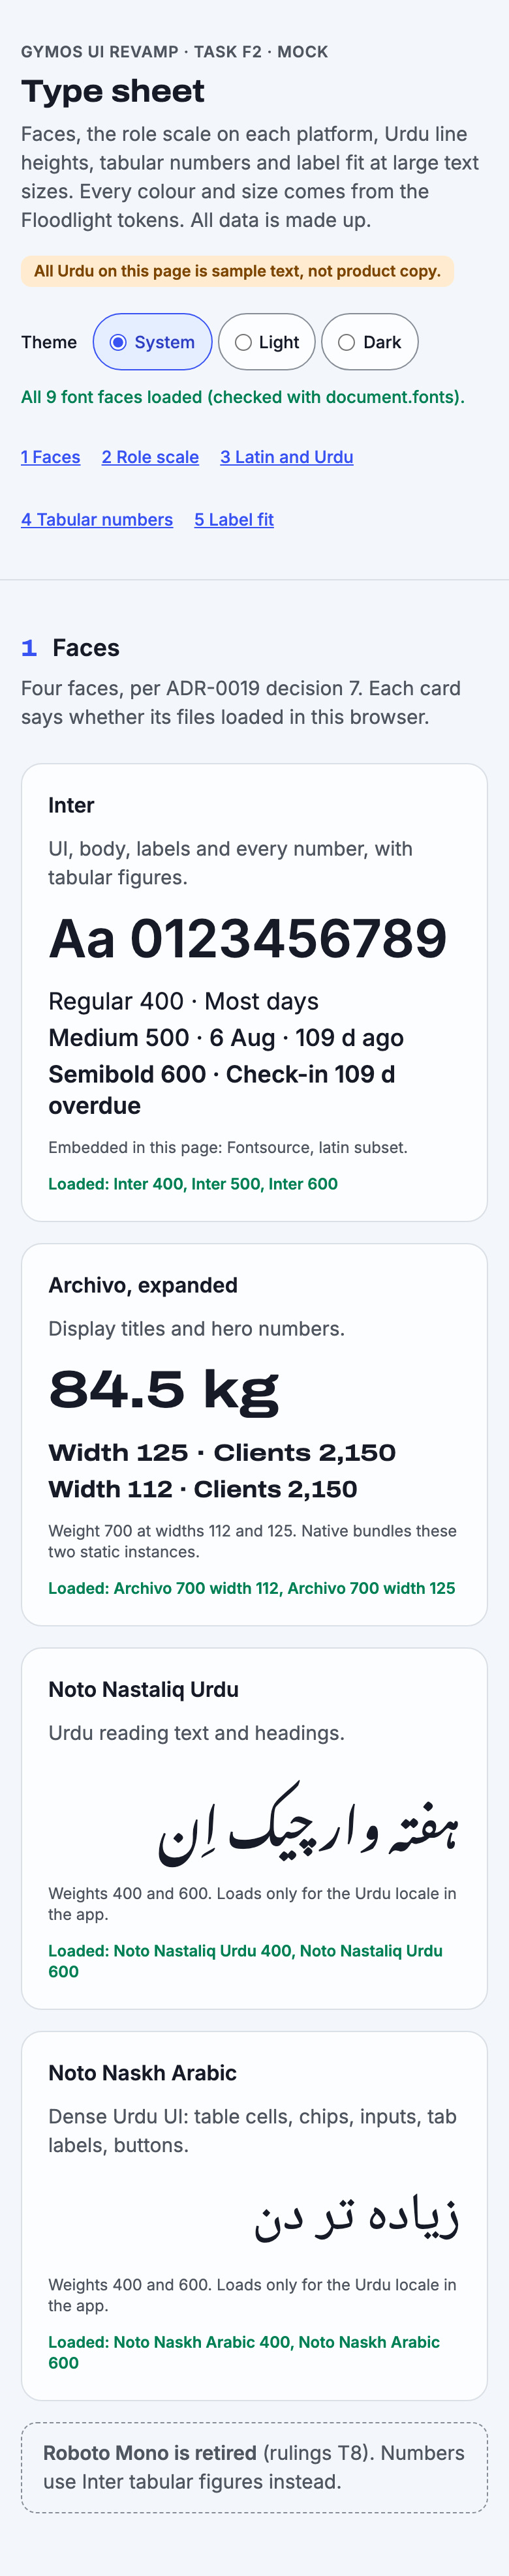 GYMOS UI REVAMP · TASK F2 · MOCK
Type sheet
Faces, the role scale on each platform, Urdu line
heights, tabular numbers and label fit at large text
sizes. Every colour and size comes from the
Floodlight tokens. All data is made up.
All Urdu on this page is sample text, not product copy.
Theme System Light Dark
All 9 font faces loaded (checked with document.fonts).
1 Faces 2 Role scale 3 Latin and Urdu
4 Tabular numbers 5 Label fit
1 Faces
Four faces, per ADR-0019 decision 7. Each card
says whether its files loaded in this browser.
Inter
UI, body, labels and every number, with
tabular figures.
Aa 0123456789
Regular 400 · Most days
Medium 500 · 6 Aug · 109 d ago
Semibold 600 · Check-in 109 d
overdue
Embedded in this page: Fontsource, latin subset.
Loaded: Inter 400, Inter 500, Inter 600
Archivo, expanded
Display titles and hero numbers.
84.5 kg
Width 125 · Clients 2,150
Width 112 · Clients 2,150
Weight 700 at widths 112 and 125. Native bundles these
two static instances.
Loaded: Archivo 700 width 112, Archivo 700 width 125
Noto Nastaliq Urdu
Urdu reading text and headings.
ہفتہ وار چیک اِن
Weights 400 and 600. Loads only for the Urdu locale in
the app.
Loaded: Noto Nastaliq Urdu 400, Noto Nastaliq Urdu
600
Noto Naskh Arabic
Dense Urdu UI: table cells, chips, inputs, tab
labels, buttons.
زیادہ تر دن
Weights 400 and 600. Loads only for the Urdu locale in
the app.
Loaded: Noto Naskh Arabic 400, Noto Naskh Arabic
600
Roboto Mono is retired (rulings T8). Numbers
use Inter tabular figures instead.